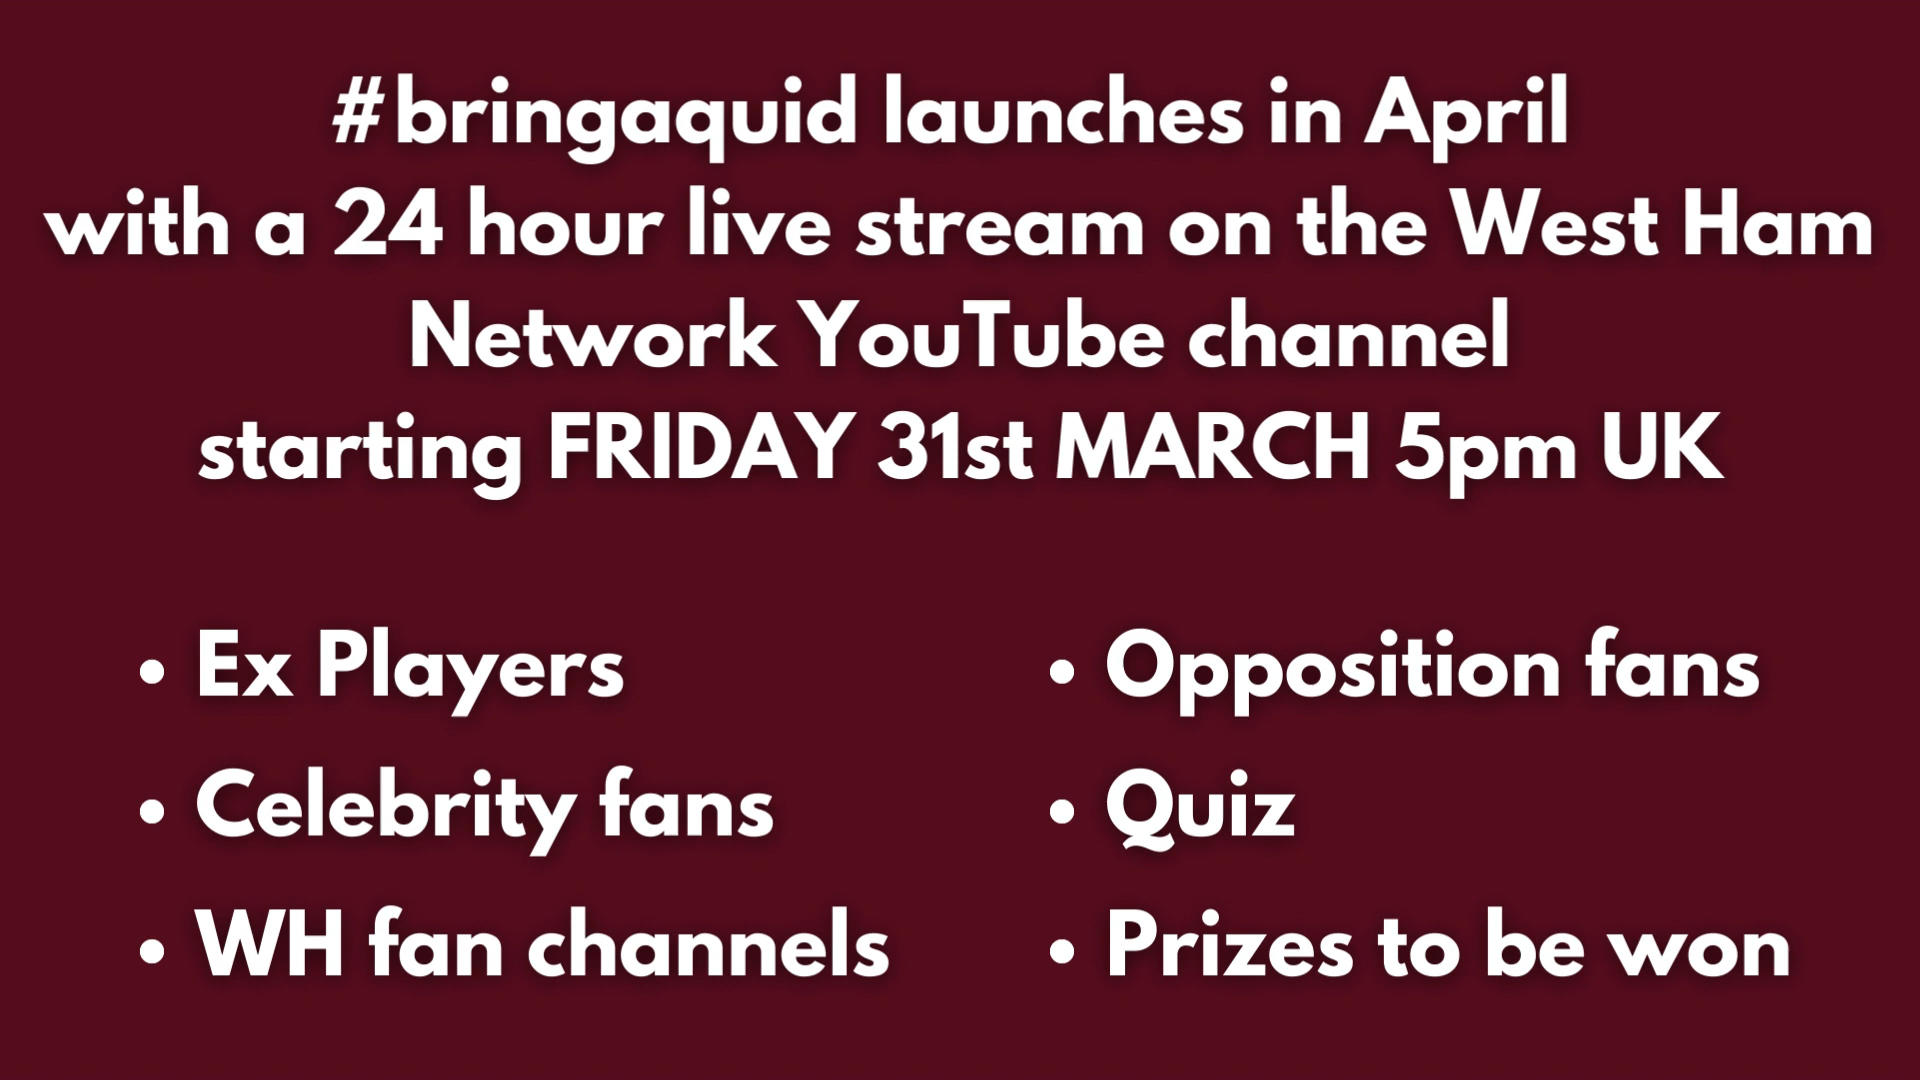 #bringaquid launches in April
with a 24 hour live stream on the West Ham
Network YouTube channel
starting FRIDAY 31st MARCH 5pm UK
• Ex Players
• Celebrity fans
• WH fan channels
• Opposition fans
• Quiz
• Prizes to be won